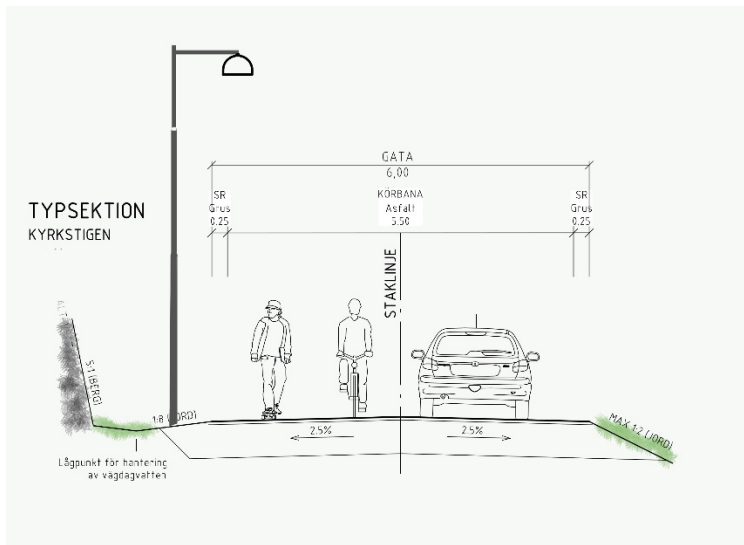 GATA
6,00
SR
Grus
0.25
KÖRBANA
Asfalt
5.50
SR
Grus
0.25
TYPSEKTION
KYRKSTIGEN
STAKLINJE
5:1 (BERG)
1:8 (JORD)
2.5%
2.5%
MAX 1:2 (JORD)
Lågpunkt för hantering
av vägdagvatten